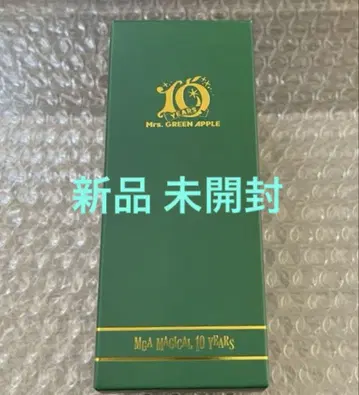 10
YEARS
Mrs. GREEN APPLE
新品 未開封
MGA MAGICAL 10 YEARS